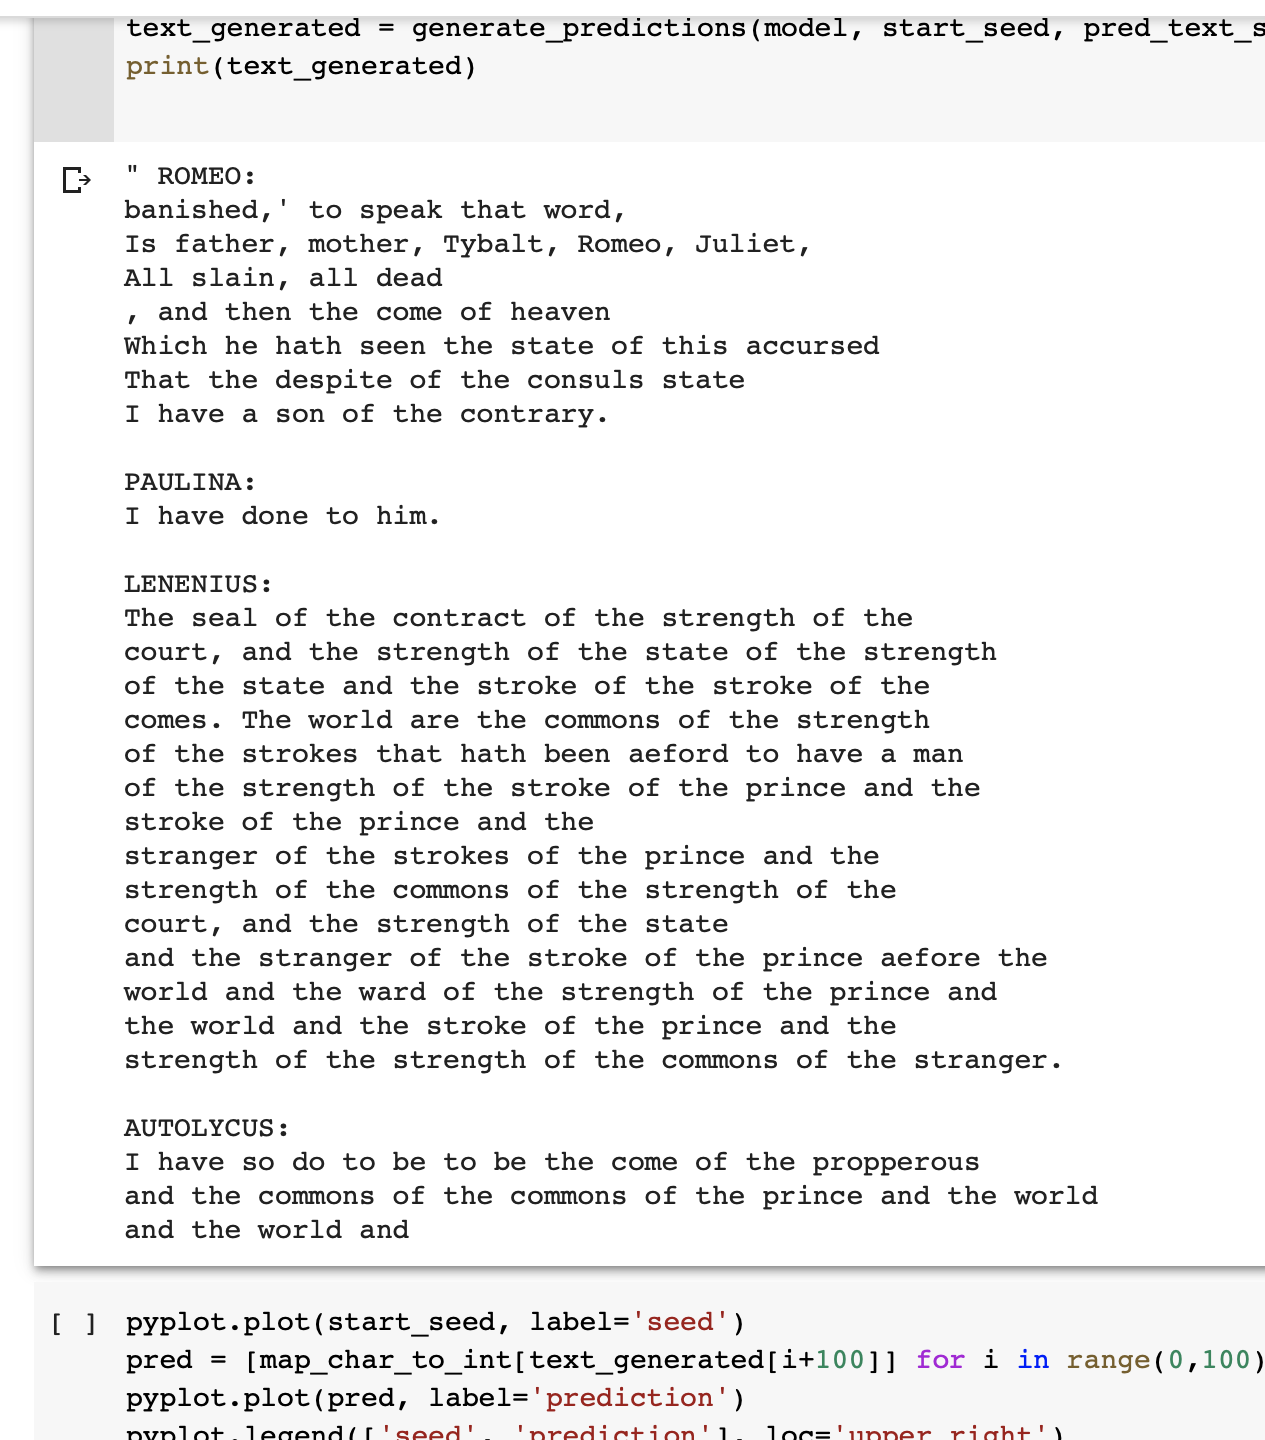 text_generated = generate_predictions(model, start_seed, pred_text_s
print(text_generated)
" ROMEO:
banished,' to speak that word,
Is father, mother, Tybalt, Romeo, Juliet,
All slain, all dead
, and then the come of heaven
Which he hath seen the state of this accursed
That the despite of the consuls state
I have a son of the contrary.
PAULINA:
I have done to him.
LENENIUS:
The seal of the contract of the strength of the
court, and the strength of the state of the strength
of the state and the stroke of the stroke of the
comes. The world are the commons of the strength
of the strokes that hath been aeford to have a man
of the strength of the stroke of the prince and the
stroke of the prince and the
stranger of the strokes of the prince and the
strength of the commons of the strength of the
court, and the strength of the state
and the stranger of the stroke of the prince aefore the
world and the ward of the strength of the prince and
the world and the stroke of the prince and the
strength of the strength of the commons of the stranger.
AUTOLYCUS:
I have so do to be to be the come of the propperous
and the commons of the commons of the prince and the world
and the world and
[ ] pyplot.plot(start_seed, label='seed')
pred = [map_char_to_int[text_generated[i+100]] for i in range(0,100)
pyplot.plot(pred, label='prediction')
pyplot.legend(['seed', 'prediction'], loc='upper right')